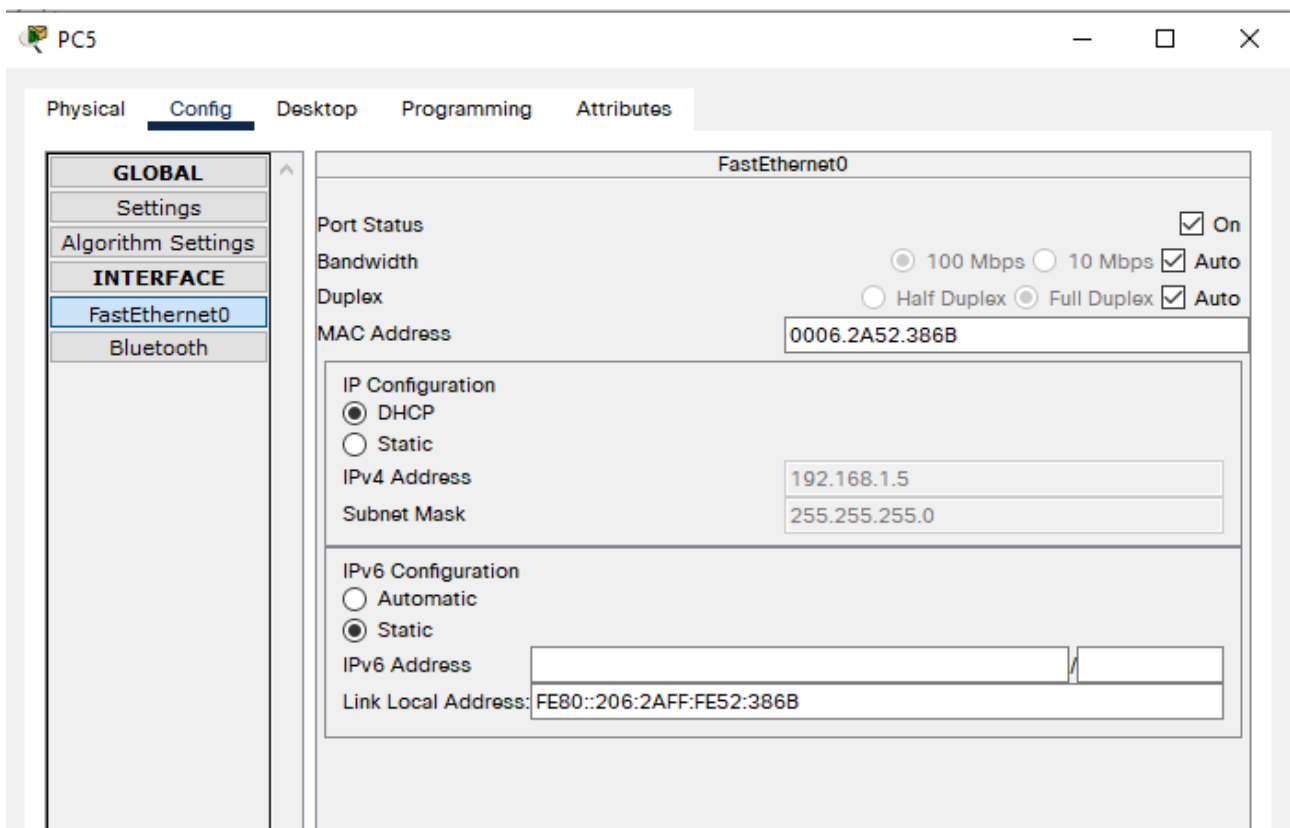 PC5
Physical Config Desktop Programming Attributes
GLOBAL
Settings
Algorithm Settings
INTERFACE
FastEthernet0
Bluetooth
FastEthernet0
Port Status On
Bandwidth 100 Mbps 10 Mbps Auto
Duplex Half Duplex Full Duplex Auto
MAC Address 0006.2A52.386B
IP Configuration
DHCP
Static
IPv4 Address 192.168.1.5
Subnet Mask 255.255.255.0
IPv6 Configuration
Automatic
Static
IPv6 Address /
Link Local Address: FE80::206:2AFF:FE52:386B